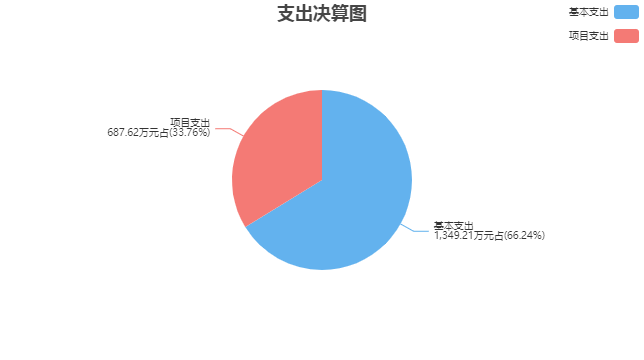 支出决算图
基本支出
项目支出
项目支出
687.62万元占(33.76%)
基本支出
1,349.21万元占(66.24%)